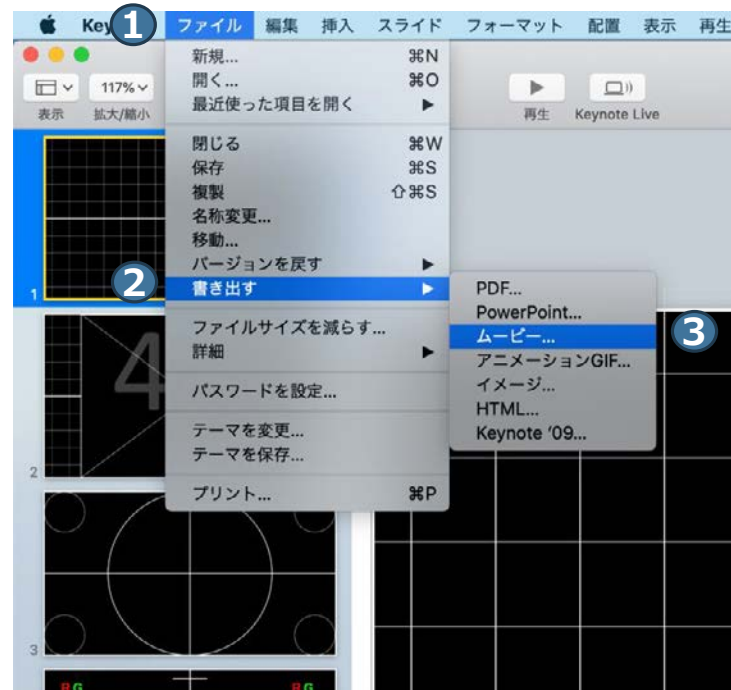 Key 1 ファイル 編集 挿入 スライド フォーマット 配置 表示 再生
117%
表示 拡大/縮小 再生 Keynote Live
新規... ⌘N
開く... ⌘O
最近使った項目を開く ▶
閉じる ⌘W
保存 ⌘S
複製 ⇧⌘S
名称変更...
移動...
バージョンを戻す ▶
2 書き出す ▶
ファイルサイズを減らす...
詳細 ▶
パスワードを設定...
テーマを変更...
テーマを保存...
プリント... ⌘P
PDF...
PowerPoint...
ムービー... 3
アニメーションGIF...
イメージ...
HTML...
Keynote '09...
1
4
2
3
R G R G